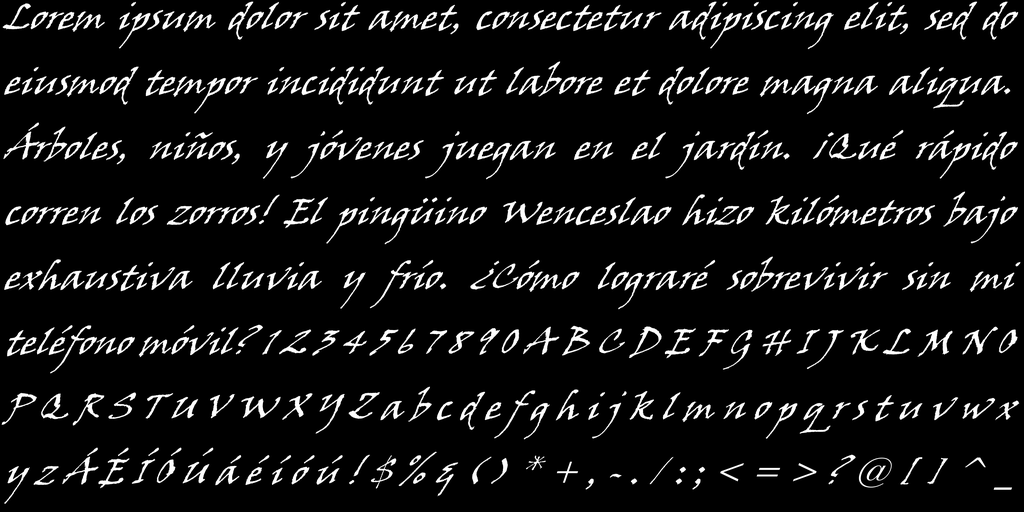 Lorem ipsum dolor sit amet, consectetur adipiscing elit, sed do
eiusmod tempor incididunt ut labore et dolore magna aliqua.
Árboles, niños, y jóvenes juegan en el jardín. ¡Qué rápido
corren los zorros! El pingüino Wenceslao hizo kilómetros bajo
exhaustiva lluvia y frío. ¿Cómo lograré sobrevivir sin mi
teléfono móvil? 1 2 3 4 5 6 7 8 9 0 A B C D E F G H I J K L M N O
P Q R S T U V W X Y Z a b c d e f g h i j k l m n o p q r s t u v w x
y z Á É Í Ó Ú á é í ó ú ! $ % & ( ) * + , - . / : ; < = > ? @ [ ] ^ _